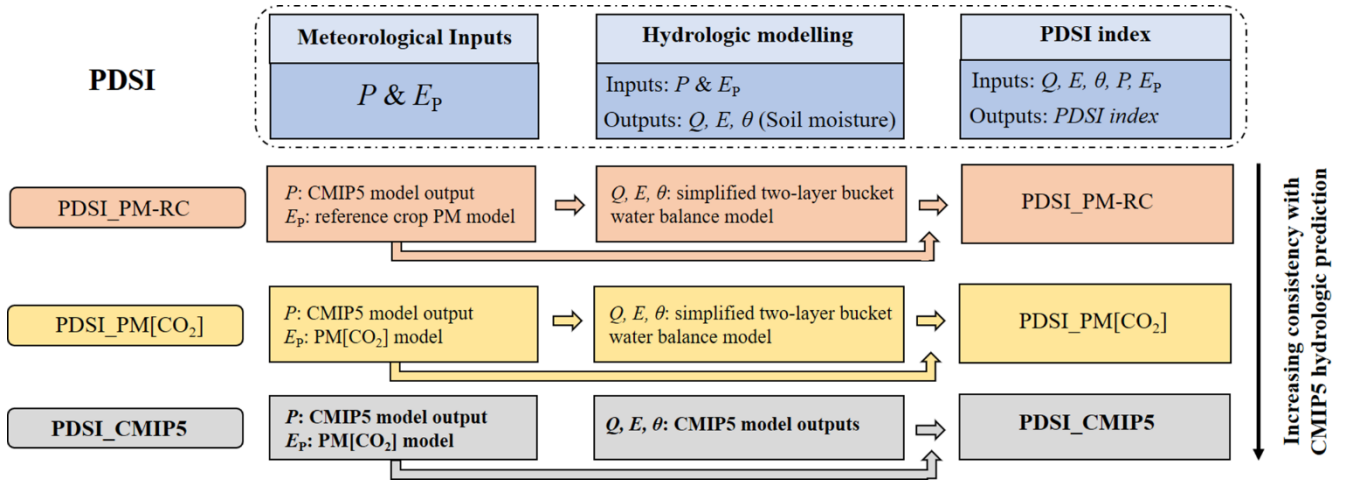 PDSI
Meteorological Inputs
P & EP
Hydrologic modelling
Inputs: P & EP
Outputs: Q, E, θ (Soil moisture)
PDSI index
Inputs: Q, E, θ, P, EP
Outputs: PDSI index
PDSI_PM-RC
P: CMIP5 model output
EP: reference crop PM model
Q, E, θ: simplified two-layer bucket
water balance model
PDSI_PM-RC
PDSI_PM[CO₂]
P: CMIP5 model output
EP: PM[CO₂] model
Q, E, θ: simplified two-layer bucket
water balance model
PDSI_PM[CO₂]
PDSI_CMIP5
P: CMIP5 model output
EP: PM[CO₂] model
Q, E, θ: CMIP5 model outputs
PDSI_CMIP5
Increasing consistency with
CMIP5 hydrologic prediction